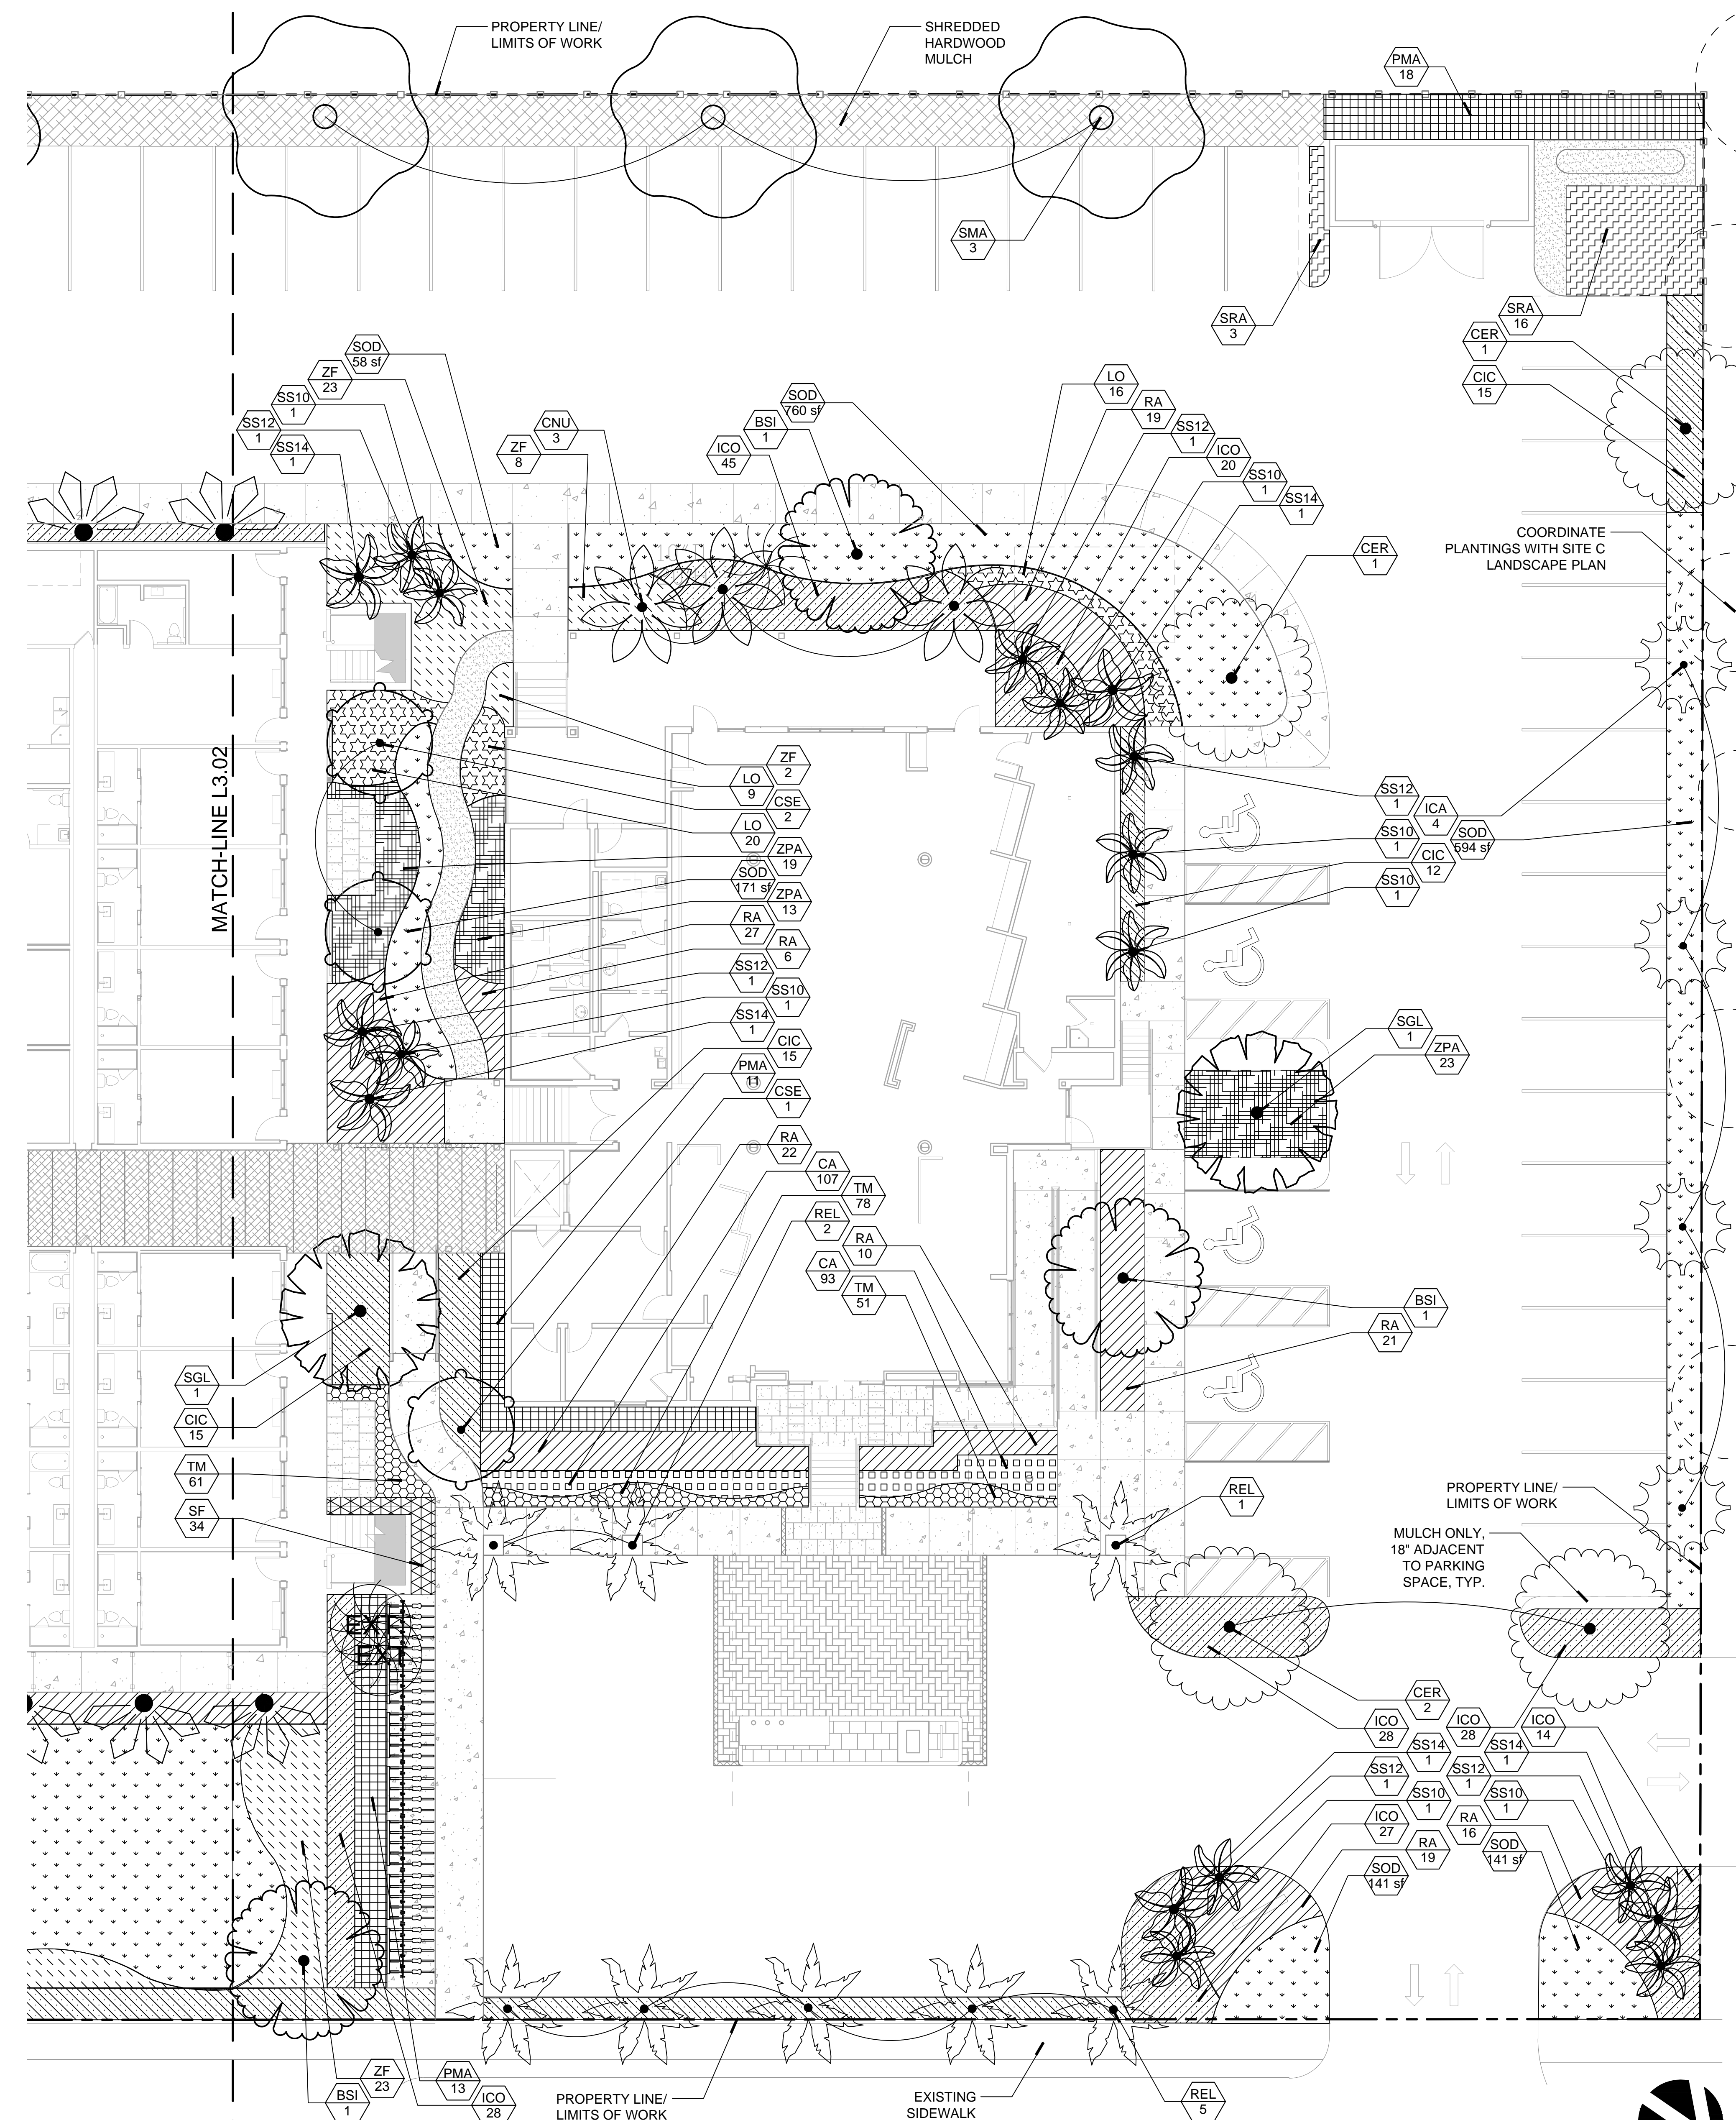 PROPERTY LINE/
LIMITS OF WORK
SHREDDED
HARDWOOD
MULCH
PMA
18
SMA
3
SRA
3
SRA
16
CER
1
CIC
15
SOD
58 sf
ZF
23
SS10
1
SS12
1
SS14
1
CNU
3
ZF
8
SOD
760 sf
BSI
1
ICO
45
LO
16
RA
19
SS12
1
ICO
20
SS10
1
SS14
1
CER
1
COORDINATE
PLANTINGS WITH SITE C
LANDSCAPE PLAN
MATCH-LINE L3.02
ZF
2
LO
9
CSE
2
LO
20
ZPA
19
SOD
171 sf
ZPA
13
RA
27
RA
6
SS12
1
SS10
1
SS14
1
CIC
15
PMA
11
CSE
1
RA
22
CA
107
TM
78
REL
2
RA
10
CA
93
TM
51
SS12
1
ICA
4
SS10
1
SOD
594 sf
CIC
12
SS10
1
SGL
1
ZPA
23
BSI
1
RA
21
SGL
1
CIC
15
TM
61
SF
34
REL
1
PROPERTY LINE/
LIMITS OF WORK
MULCH ONLY,
18" ADJACENT
TO PARKING
SPACE, TYP.
EXT
EXT
CER
2
ICO
28
ICO
28
ICO
14
SS14
1
SS14
1
SS12
1
SS12
1
SS10
1
SS10
1
ICO
27
RA
16
RA
19
SOD
141 sf
SOD
141 sf
ZF
23
BSI
1
PMA
13
ICO
28
PROPERTY LINE/
LIMITS OF WORK
EXISTING
SIDEWALK
REL
5